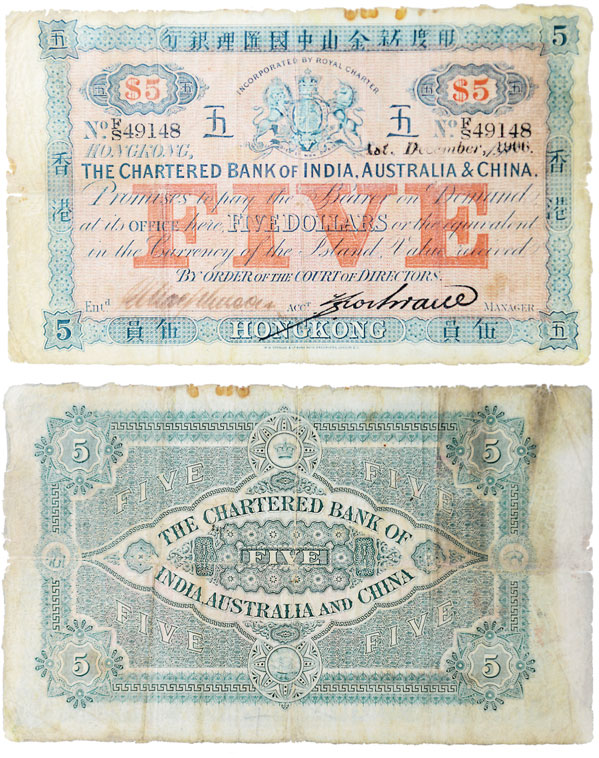 五 印度新金山中國匯理銀行 5
$5 INCORPORATED BY ROYAL CHARTER $5
No. F/S 49148 五 五 No. F/S 49148
HONGKONG, 1st. December, 1906.
香港 香港
THE CHARTERED BANK OF INDIA, AUSTRALIA & CHINA.
FIVE
Promises to pay the Bearer on Demand
at its OFFICE here, FIVE DOLLARS or the equivalent
in the Currency of the Island, Value received
BY ORDER OF THE COURT OF DIRECTORS.
Entd Acct MANAGER
5 員 HONGKONG 員 五
5 5
FIVE FIVE
THE CHARTERED BANK OF
FIVE
INDIA, AUSTRALIA AND CHINA
FIVE FIVE
5 5